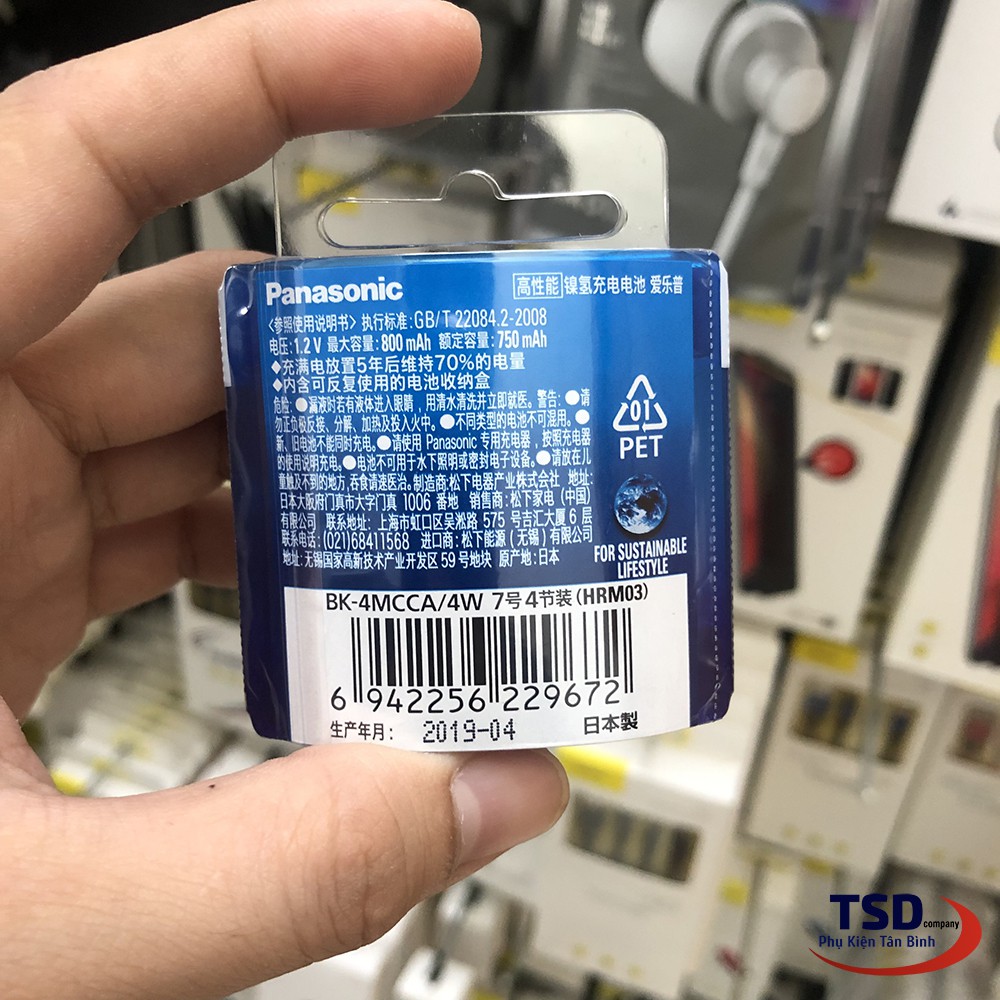 Panasonic
高性能 镍氢充电电池 爱乐普
〈参照使用说明书〉执行标准:GB/T 22084.2-2008
电压:1.2 V 最大容量:800 mAh 额定容量:750 mAh
◆充满电放置5年后维持70%的电量
◆内含可反复使用的电池收纳盒
危险:●漏液时若有液体进入眼睛,用清水清洗并立即就医。警告:●请
勿正负极反接、分解、加热及投入火中。●不同类型的电池不可混用。●
新、旧电池不能同时充电。●请使用 Panasonic 专用充电器,按照充电器
的使用说明充电。●电池不可用于水下照明或密封电子设备。●请放在儿
童触及不到的地方,吞食请速医治。制造商:松下电器产业株式会社 地址:
日本大阪府门真市大字门真 1006 番地 销售商:松下家电(中国)
有限公司 联系地址:上海市虹口区吴淞路 575 号吉汇大厦 6 层
联系电话:(021)68411568 进口商:松下能源(无锡)有限公司
地址:无锡国家高新技术产业开发区 59 号地块 原产地:日本
01
PET
FOR SUSTAINABLE
LIFESTYLE
BK-4MCCA/4W 7号4节装(HRM03)
6 942256 229672
生产年月: 2019-04 日本製
TSD company
Phụ Kiện Tân Bình